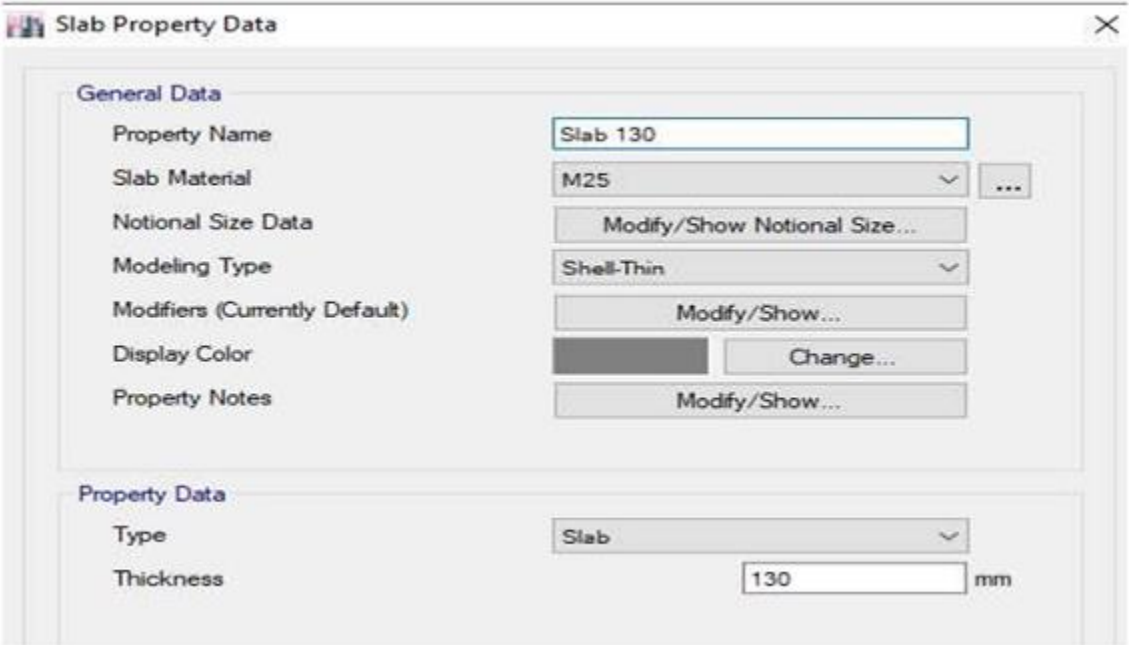 Slab Property Data
General Data
Property Name Slab 130
Slab Material M25 ...
Notional Size Data Modify/Show Notional Size...
Modeling Type Shell-Thin
Modifiers (Currently Default) Modify/Show...
Display Color Change...
Property Notes Modify/Show...
Property Data
Type Slab
Thickness 130 mm